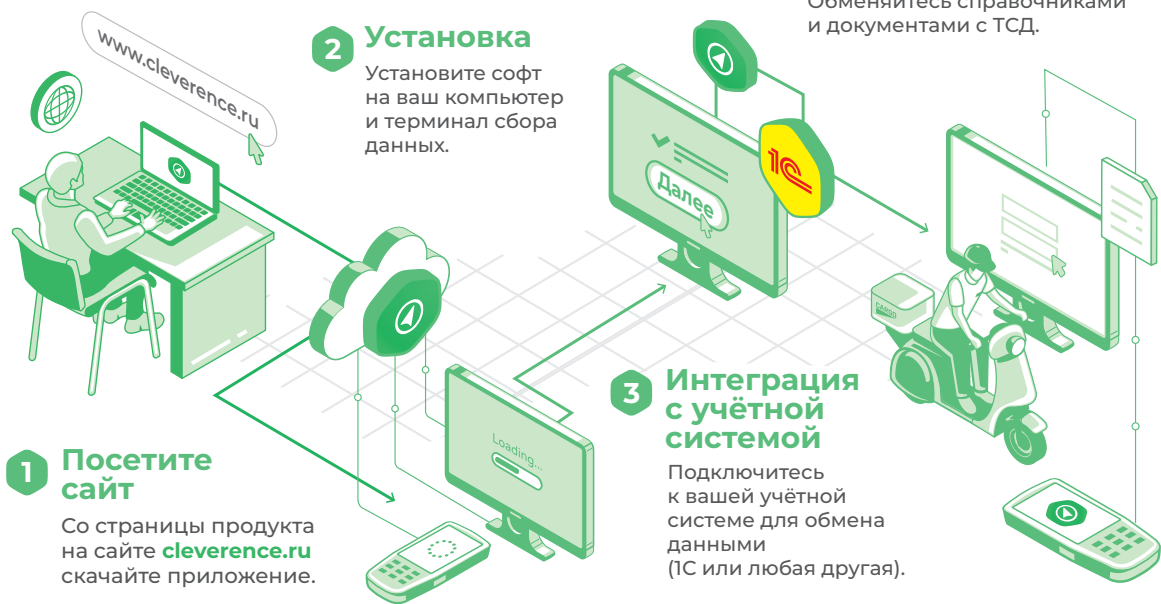 Обменяйтесь справочниками
и документами с ТСД.
www.cleverence.ru
2
Установка
Установите софт
на ваш компьютер
и терминал сбора
данных.
Далее
1С
CARGO
Loading...
1
Посетите
сайт
Со страницы продукта
на сайте cleverence.ru
скачайте приложение.
3
Интеграция
с учётной
системой
Подключитесь
к вашей учётной
системе для обмена
данными
(1С или любая другая).